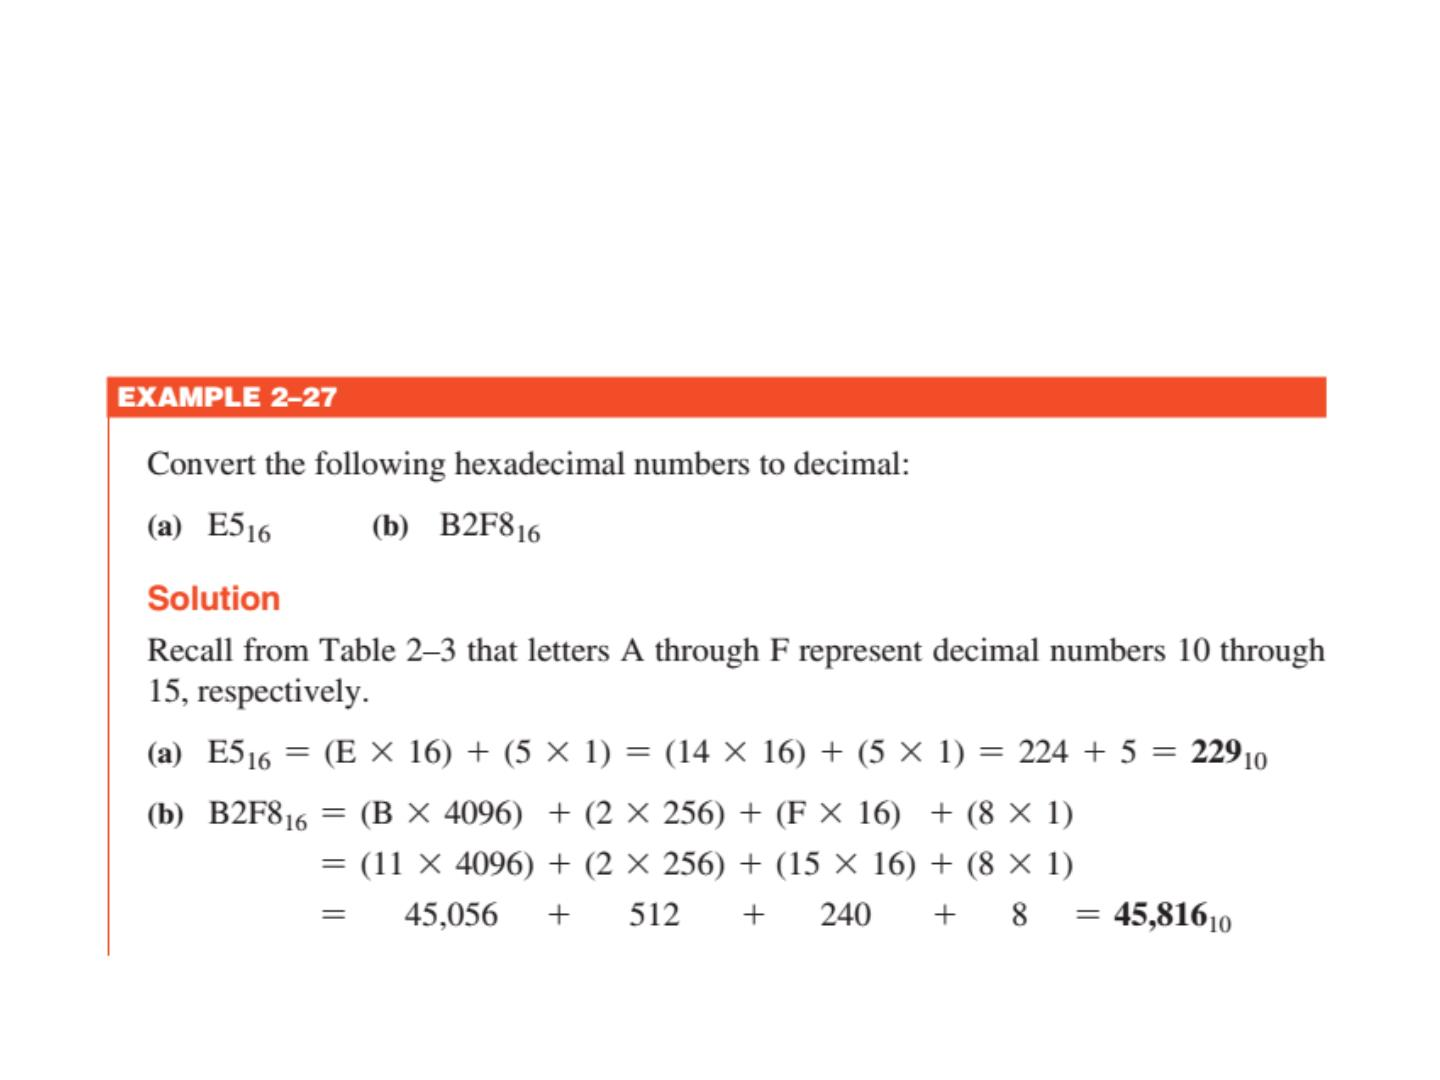 EXAMPLE 2–27
Convert the following hexadecimal numbers to decimal:
(a) E5₁₆ (b) B2F8₁₆
Solution
Recall from Table 2–3 that letters A through F represent decimal numbers 10 through
15, respectively.
(a) E5₁₆ = (E × 16) + (5 × 1) = (14 × 16) + (5 × 1) = 224 + 5 = 229₁₀
(b) B2F8₁₆ = (B × 4096) + (2 × 256) + (F × 16) + (8 × 1)
= (11 × 4096) + (2 × 256) + (15 × 16) + (8 × 1)
= 45,056 + 512 + 240 + 8 = 45,816₁₀